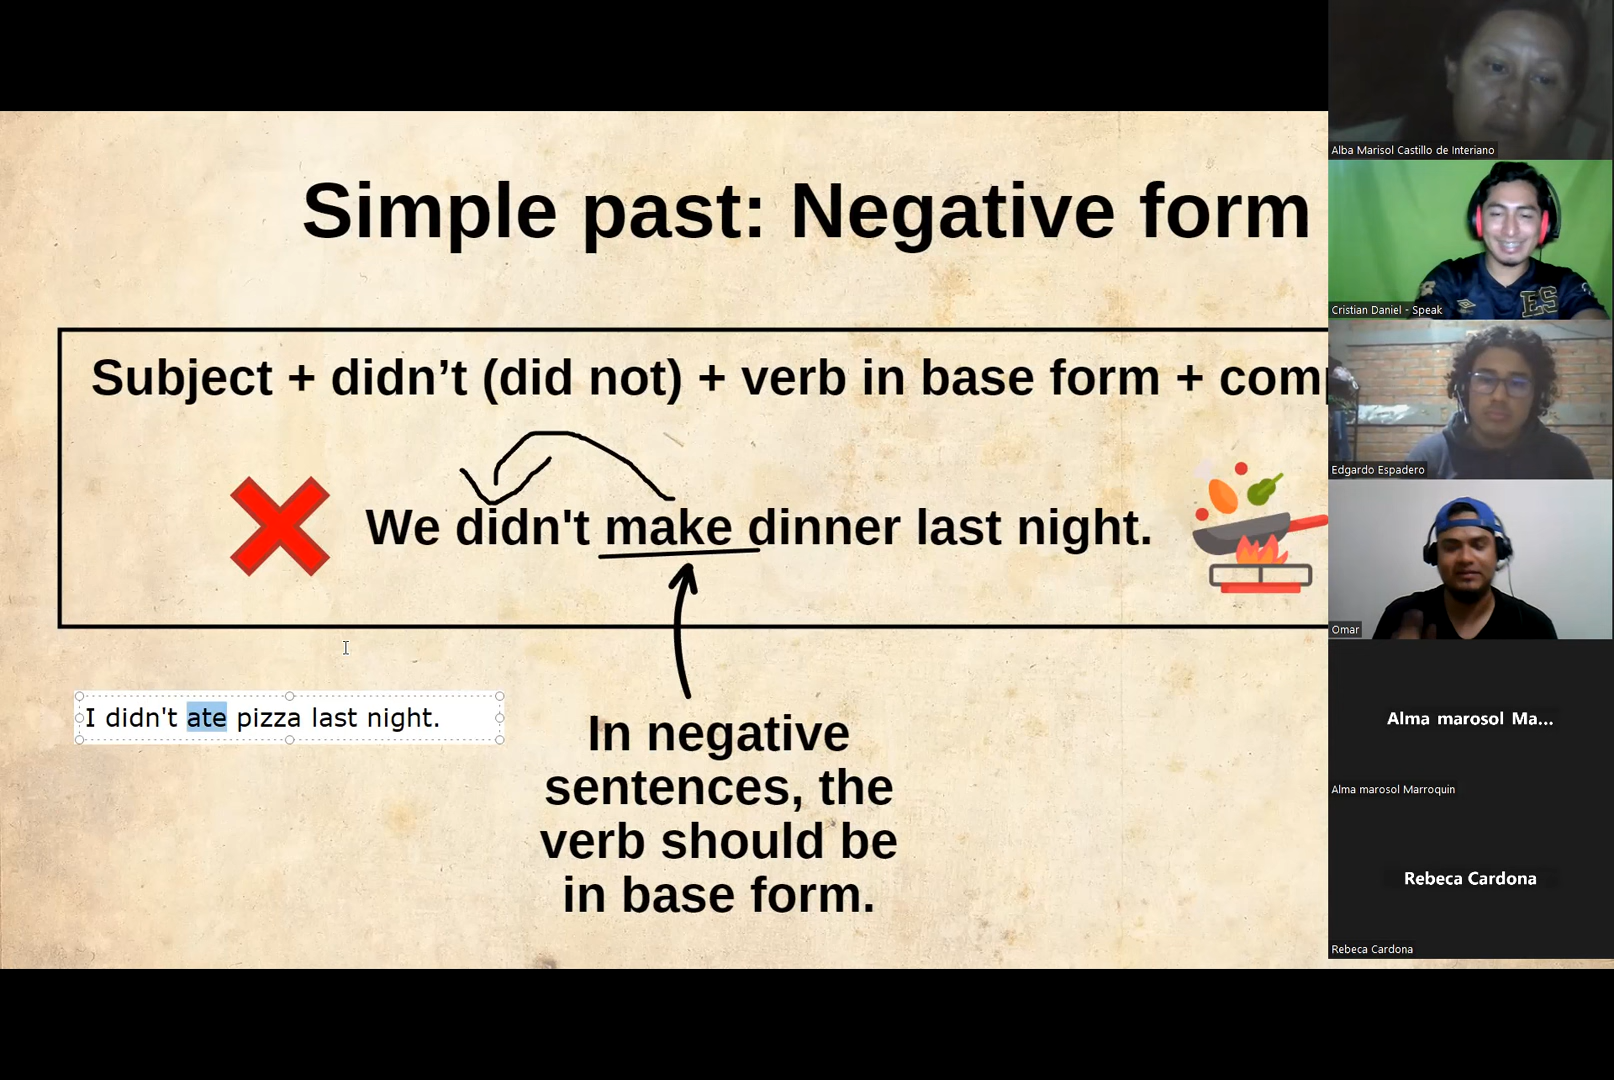 Simple past: Negative form
Subject + didn’t (did not) + verb in base form + com
We didn't make dinner last night.
I didn't ate pizza last night.
In negative
sentences, the
verb should be
in base form.
Alba Marisol Castillo de Interiano
ES
Cristian Daniel - Speak
Edgardo Espadero
Omar
Alma marosol Ma...
Alma marosol Marroquin
Rebeca Cardona
Rebeca Cardona